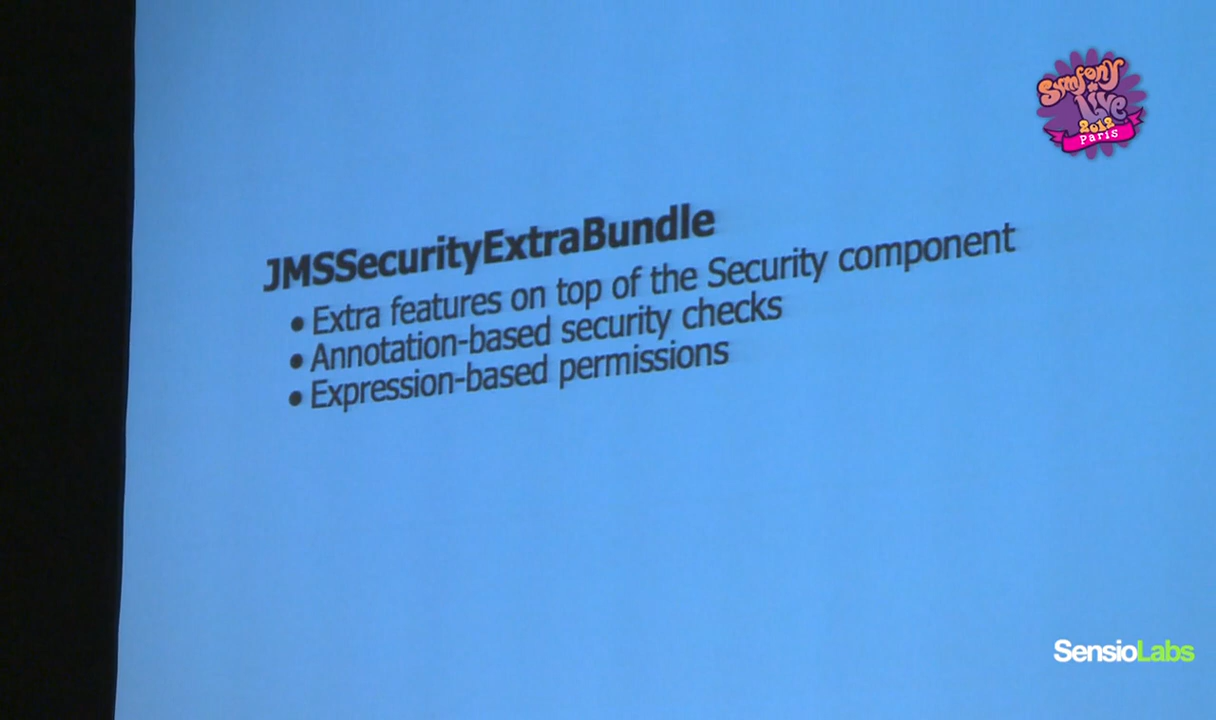 Symfony
Live
2012
Paris
JMSSecurityExtraBundle
• Extra features on top of the Security component
• Annotation-based security checks
• Expression-based permissions
SensioLabs